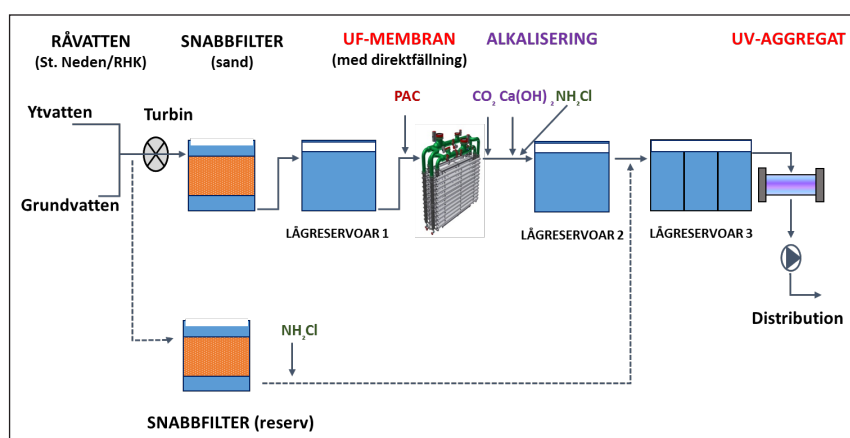 RÅVATTEN
(St. Neden/RHK)
SNABBFILTER
(sand)
UF-MEMBRAN
(med direktfällning)
ALKALISERING
UV-AGGREGAT
PAC
CO2 Ca(OH)2 NH2Cl
Ytvatten
Turbin
Grundvatten
LÅGRESERVOAR 1
LÅGRESERVOAR 2
LÅGRESERVOAR 3
Distribution
NH2Cl
SNABBFILTER (reserv)